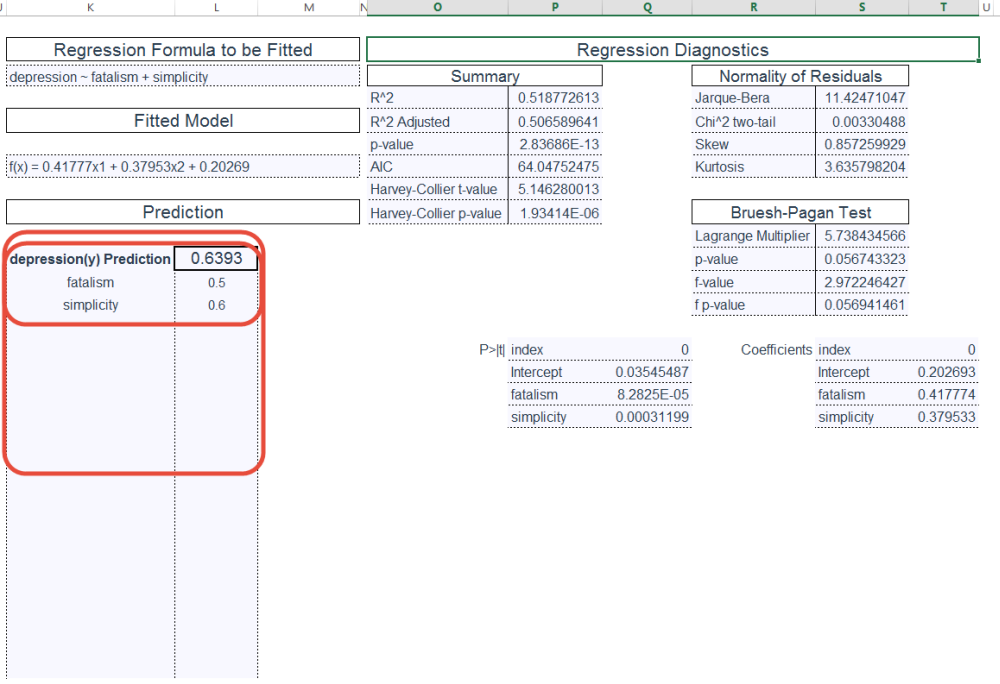 J K L M N O P Q R S T U
Regression Formula to be Fitted
depression ~ fatalism + simplicity
Fitted Model
f(x) = 0.41777x1 + 0.37953x2 + 0.20269
Prediction
depression(y) Prediction 0.6393
fatalism 0.5
simplicity 0.6
Regression Diagnostics
Summary
R^2 0.518772613
R^2 Adjusted 0.506589641
p-value 2.83686E-13
AIC 64.04752475
Harvey-Collier t-value 5.146280013
Harvey-Collier p-value 1.93414E-06
Normality of Residuals
Jarque-Bera 11.42471047
Chi^2 two-tail 0.00330488
Skew 0.857259929
Kurtosis 3.635798204
Bruesh-Pagan Test
Lagrange Multiplier 5.738434566
p-value 0.056743323
f-value 2.972246427
f p-value 0.056941461
P>|t| index 0
Intercept 0.03545487
fatalism 8.2825E-05
simplicity 0.00031199
Coefficients index 0
Intercept 0.202693
fatalism 0.417774
simplicity 0.379533